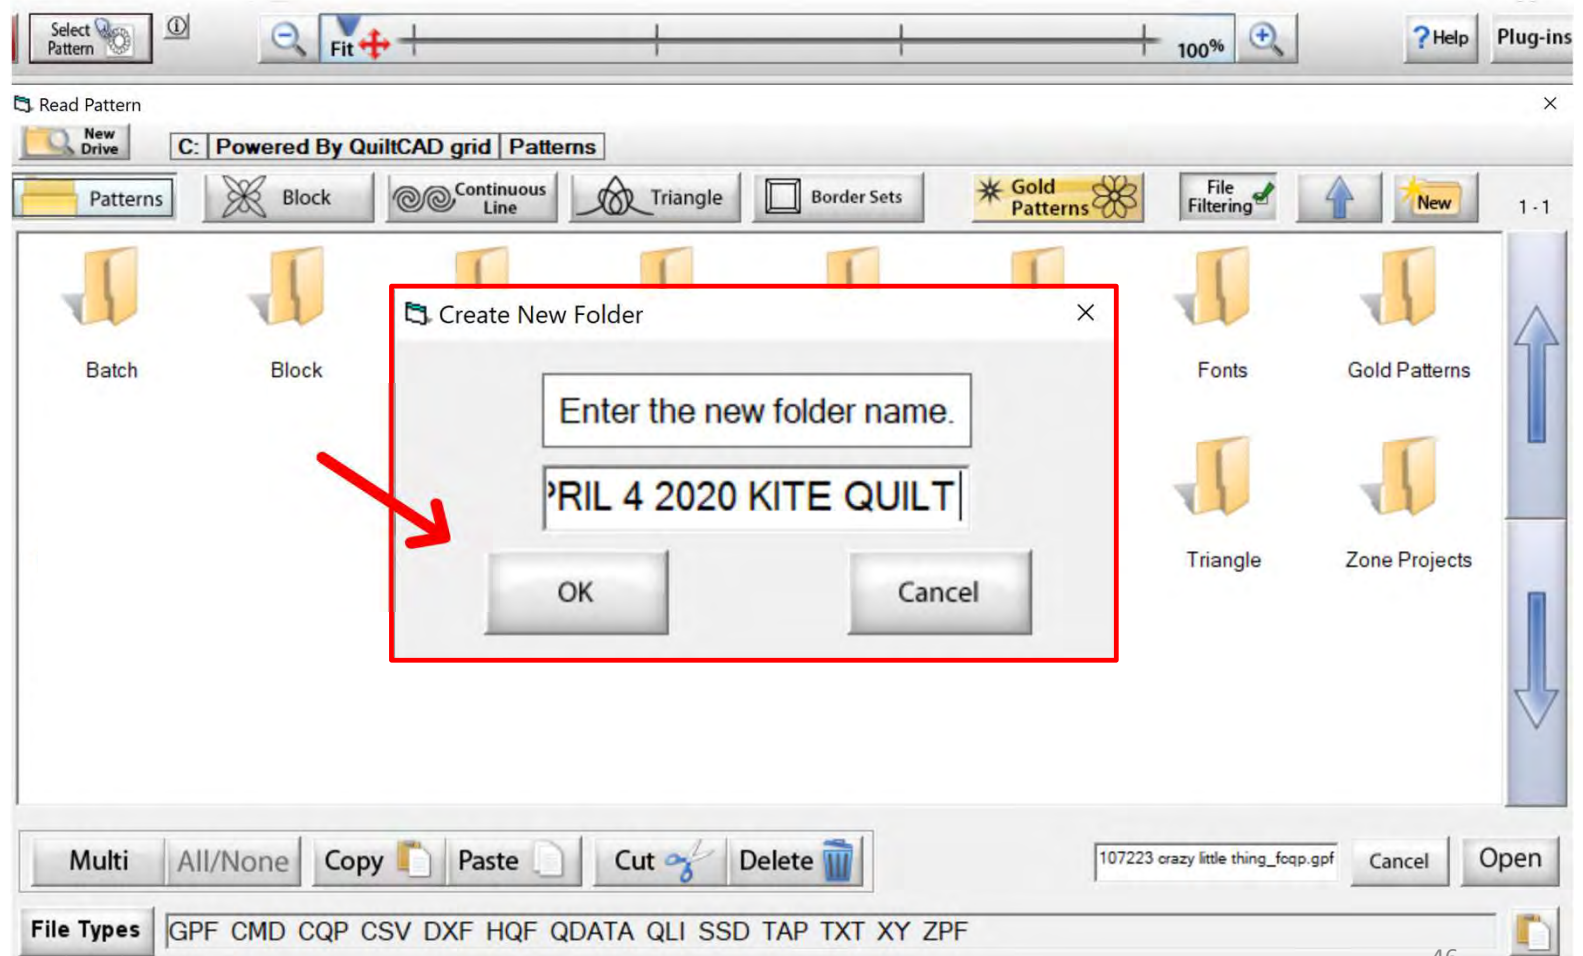 Select Pattern
Fit
100%
?Help
Plug-ins
Read Pattern
New Drive
C: Powered By QuiltCAD grid Patterns
Patterns
Block
Continuous Line
Triangle
Border Sets
Gold Patterns
File Filtering
New
1 - 1
Create New Folder
Batch
Block
Fonts
Gold Patterns
Enter the new folder name.
PRIL 4 2020 KITE QUILT
Triangle
Zone Projects
OK
Cancel
Multi
All/None
Copy
Paste
Cut
Delete
107223 crazy little thing_fcqp.gpf
Cancel
Open
File Types
GPF CMD CQP CSV DXF HQF QDATA QLI SSD TAP TXT XY ZPF